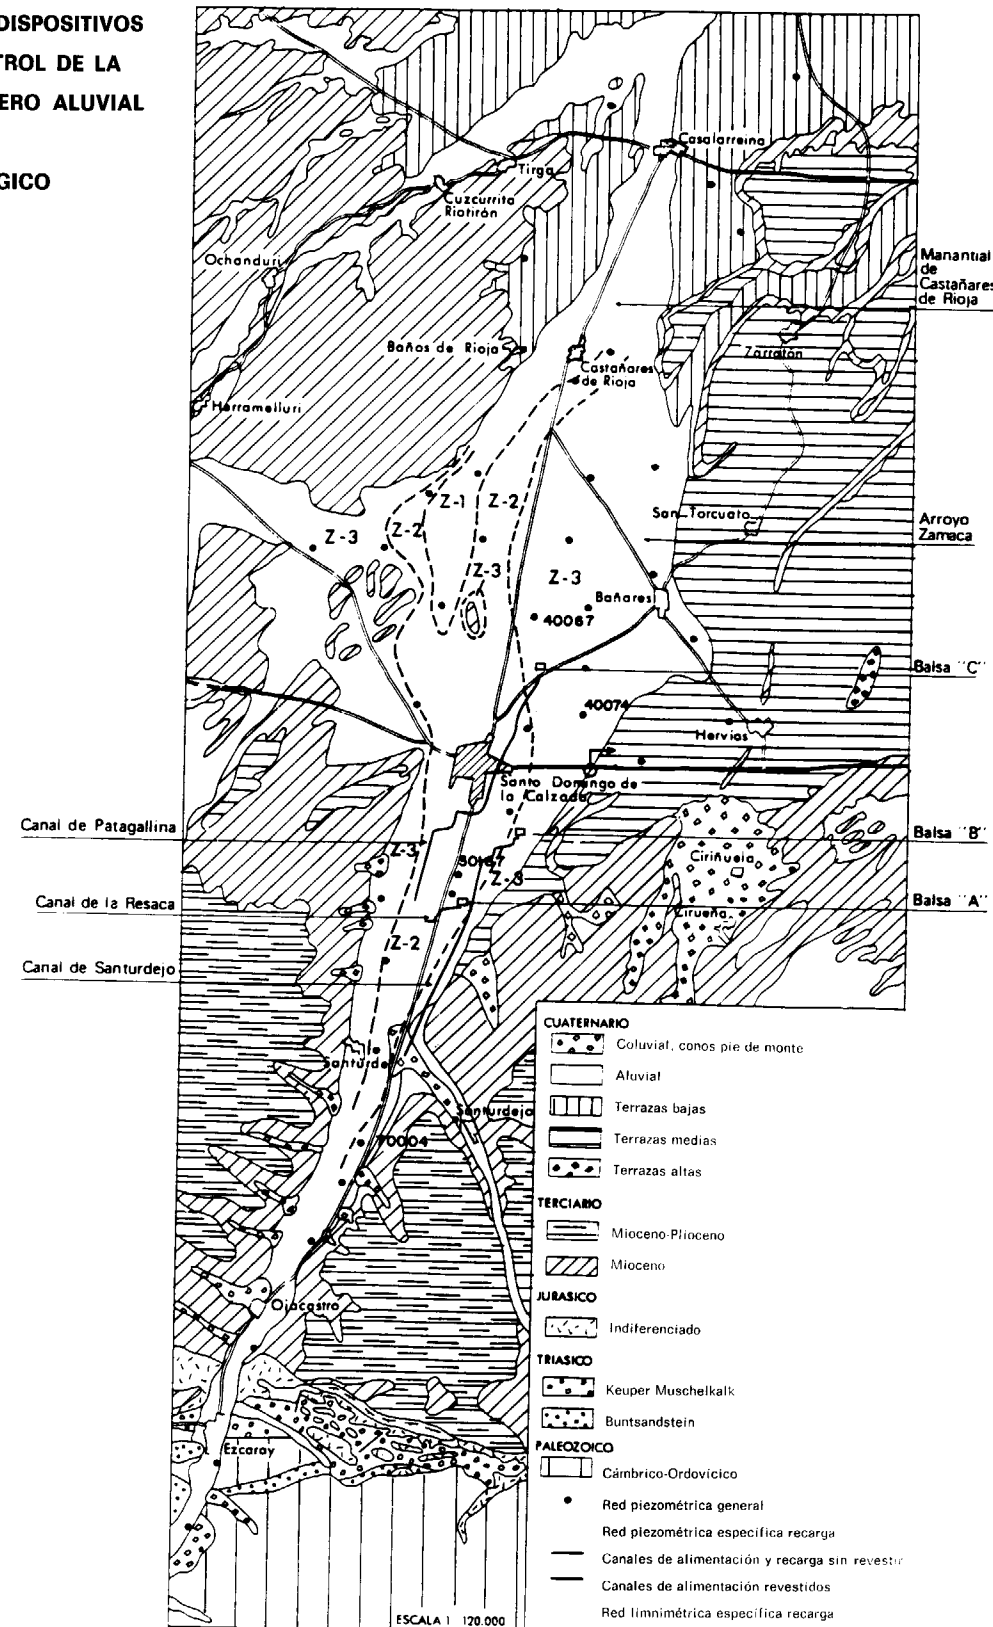 DISPOSITIVOS
TROL DE LA
ERO ALUVIAL
GICO
Casalarreina
Tirga
Cuzcurrita
Riotirón
Ochanduri
Manantial
de
Castañares
de Rioja
Baños de Rioja
Castañares
de Rioja
Zarratón
Herramelluri
Z-1
Z-2
San Torcuato
Arroyo
Zamaca
Z-3
Z-2
Z-3
Z-3
Bañares
40067
Balsa "C"
40074
Hervias
Santo Domingo de
la Calzada
Canal de Patagallina
Balsa "B"
Z-3
Ciriñuela
50167
Z-3
Canal de la Resaca
Balsa "A"
Cirueña
Z-2
Canal de Santurdejo
Santurde
Santurdejo
70004
Ojacastro
Ezcaray
CUATERNARIO
Coluvial, conos pie de monte
Aluvial
Terrazas bajas
Terrazas medias
Terrazas altas
TERCIARIO
Mioceno-Plioceno
Mioceno
JURASICO
Indiferenciado
TRIASICO
Keuper Muschelkalk
Buntsandstein
PALEOZOICO
Cámbrico-Ordovícico
Red piezométrica general
Red piezométrica específica recarga
Canales de alimentación y recarga sin revestir
Canales de alimentación revestidos
Red limnimétrica específica recarga
ESCALA 1 120.000